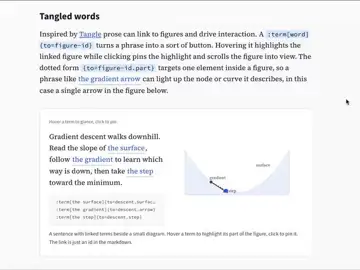 Tangled words
Inspired by Tangle prose can link to figures and drive interaction. A :term[word]
{to=figure-id} turns a phrase into a sort of button. Hovering it highlights the
linked figure while clicking pins the highlight and scrolls the figure into view. The
dotted form {to=figure-id.part} targets one element inside a figure, so a
phrase like the gradient arrow can light up the node or curve it describes, in this
case a single arrow in the figure below.
Hover a term to glance, click to pin.
Gradient descent walks downhill.
Read the slope of the surface,
follow the gradient to learn which
way is down, then take the step
toward the minimum.
:term[the surface]{to=descent.surfac…
:term[the gradient]{to=descent.arrow}
:term[the step]{to=descent.step}
gradient
surface
step
A sentence with linked terms beside a small diagram. Hover a term to highlight its part of the figure, click to pin it.
The link is just an id in the markdown.